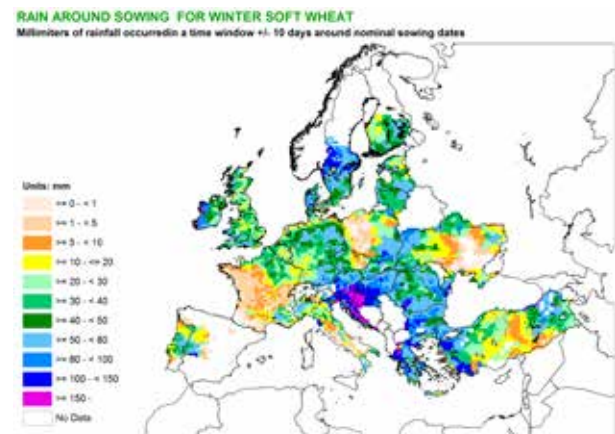 RAIN AROUND SOWING FOR WINTER SOFT WHEAT
Millimiters of rainfall occurredin a time window +/- 10 days around nominal sowing dates
Units: mm
>= 0 - < 1
>= 1 - < 5
>= 5 - < 10
>= 10 - <= 20
>= 20 - < 30
>= 30 - < 40
>= 40 - < 50
>= 50 - < 80
>= 80 - < 100
>= 100 - < 150
>= 150 -
No Data